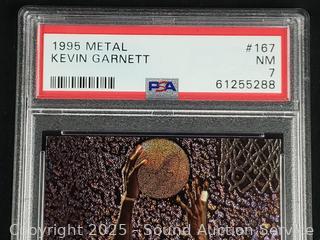 1995 METAL #167
KEVIN GARNETT NM
7
PSA 61255288
Copyright 2025 - Sound Auction Service